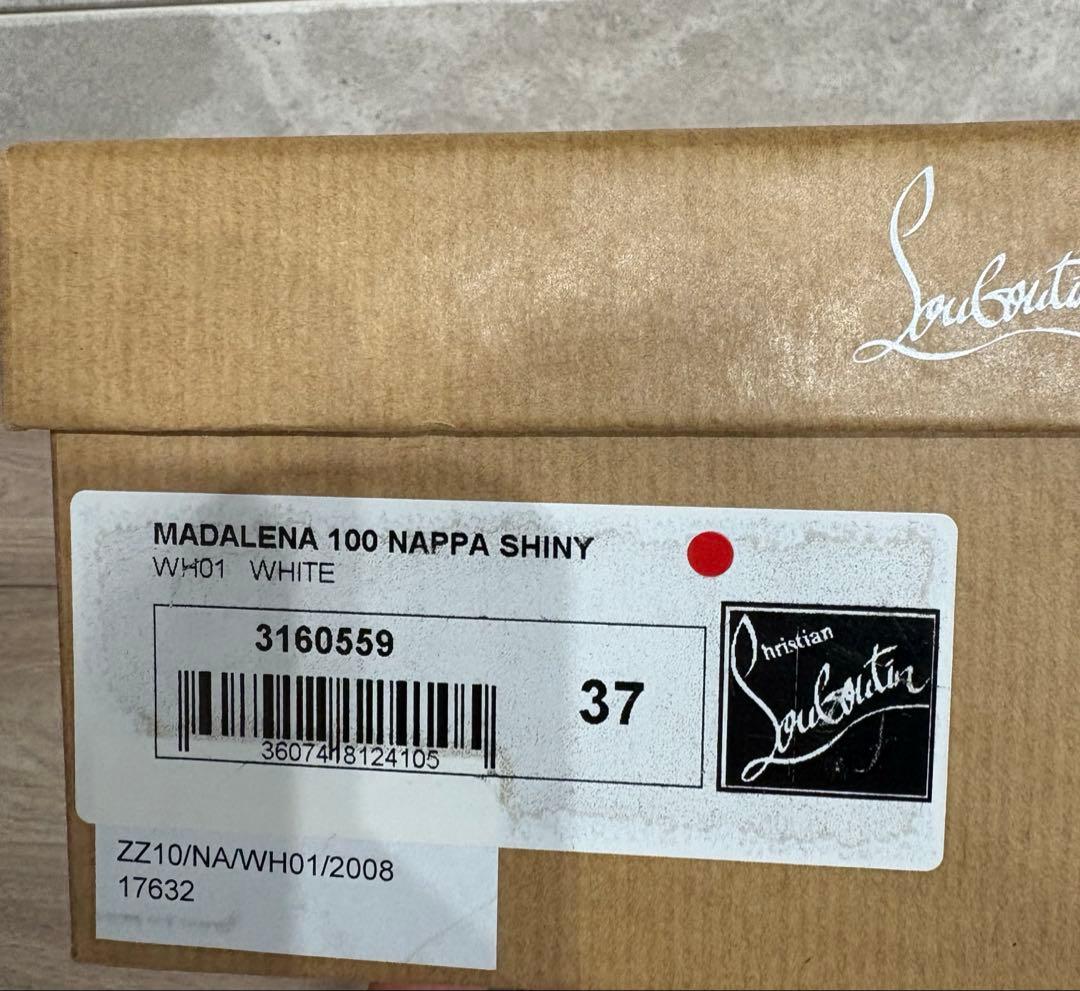 Louboutin
MADALENA 100 NAPPA SHINY
WH01 WHITE
3160559
37
3607418124105
Christian
Louboutin
ZZ10/NA/WH01/2008
17632